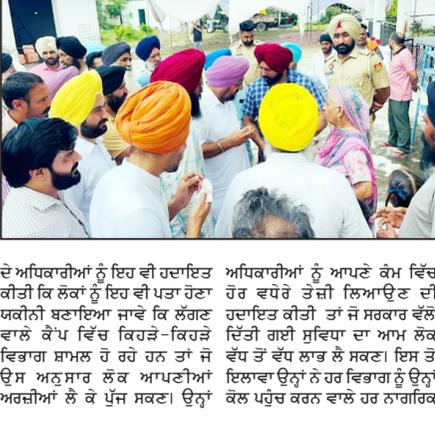 ਦੇ ਅਧਿਕਾਰੀਆਂ ਨੂੰ ਇਹ ਵੀ ਹਦਾਇਤ
ਕੀਤੀ ਕਿ ਲੋਕਾਂ ਨੂੰ ਇਹ ਵੀ ਪਤਾ ਹੋਣਾ
ਯਕੀਨੀ ਬਣਾਇਆ ਜਾਵੇ ਕਿ ਲੱਗਣ
ਵਾਲੇ ਕੈਂਪ ਵਿੱਚ ਕਿਹੜੇ-ਕਿਹੜੇ
ਵਿਭਾਗ ਸ਼ਾਮਲ ਹੋ ਰਹੇ ਹਨ ਤਾਂ ਜੋ
ਉਸ ਅਨੁਸਾਰ ਲੋਕ ਆਪਣੀਆਂ
ਅਰਜ਼ੀਆਂ ਲੈ ਕੇ ਪੁੱਜ ਸਕਣ। ਉਨ੍ਹਾਂ
ਅਧਿਕਾਰੀਆਂ ਨੂੰ ਆਪਣੇ ਕੰਮ ਵਿੱਚ
ਹੋਰ ਵਧੇਰੇ ਤੇਜ਼ੀ ਲਿਆਉਣ ਦੀ
ਹਦਾਇਤ ਕੀਤੀ ਤਾਂ ਜੋ ਸਰਕਾਰ ਵੱਲੋਂ
ਦਿੱਤੀ ਗਈ ਸੁਵਿਧਾ ਦਾ ਆਮ ਲੋਕ
ਵੱਧ ਤੋਂ ਵੱਧ ਲਾਭ ਲੈ ਸਕਣ। ਇਸ ਤੋਂ
ਇਲਾਵਾ ਉਨ੍ਹਾਂ ਨੇ ਹਰ ਵਿਭਾਗ ਨੂੰ ਉਨ੍ਹਾਂ
ਕੋਲ ਪਹੁੰਚ ਕਰਨ ਵਾਲੇ ਹਰ ਨਾਗਰਿਕ